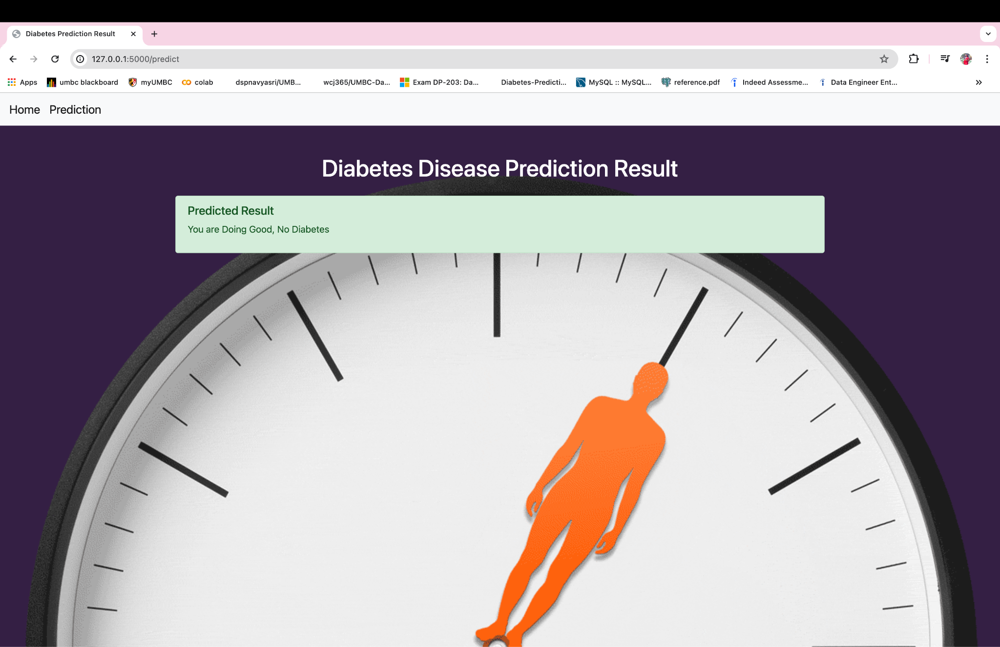 Diabetes Prediction Result
127.0.0.1:5000/predict
Apps umbc blackboard myUMBC colab dspnavyasri/UMB... wcj365/UMBC-Da... Exam DP-203: Da... Diabetes-Predicti... MySQL :: MySQL... reference.pdf Indeed Assessme... Data Engineer Ent...
Home Prediction
Diabetes Disease Prediction Result
Predicted Result
You are Doing Good, No Diabetes